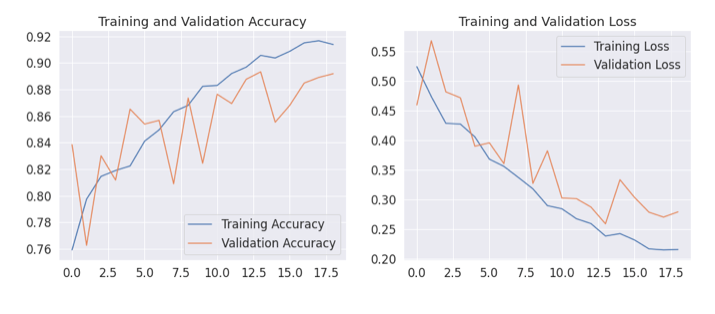 Training and Validation Accuracy
0.92
0.90
0.88
0.86
0.84
0.82
0.80
0.78
0.76
Training Accuracy
Validation Accuracy
0.0 2.5 5.0 7.5 10.0 12.5 15.0 17.5
Training and Validation Loss
0.55
0.50
0.45
0.40
0.35
0.30
0.25
0.20
Training Loss
Validation Loss
0.0 2.5 5.0 7.5 10.0 12.5 15.0 17.5